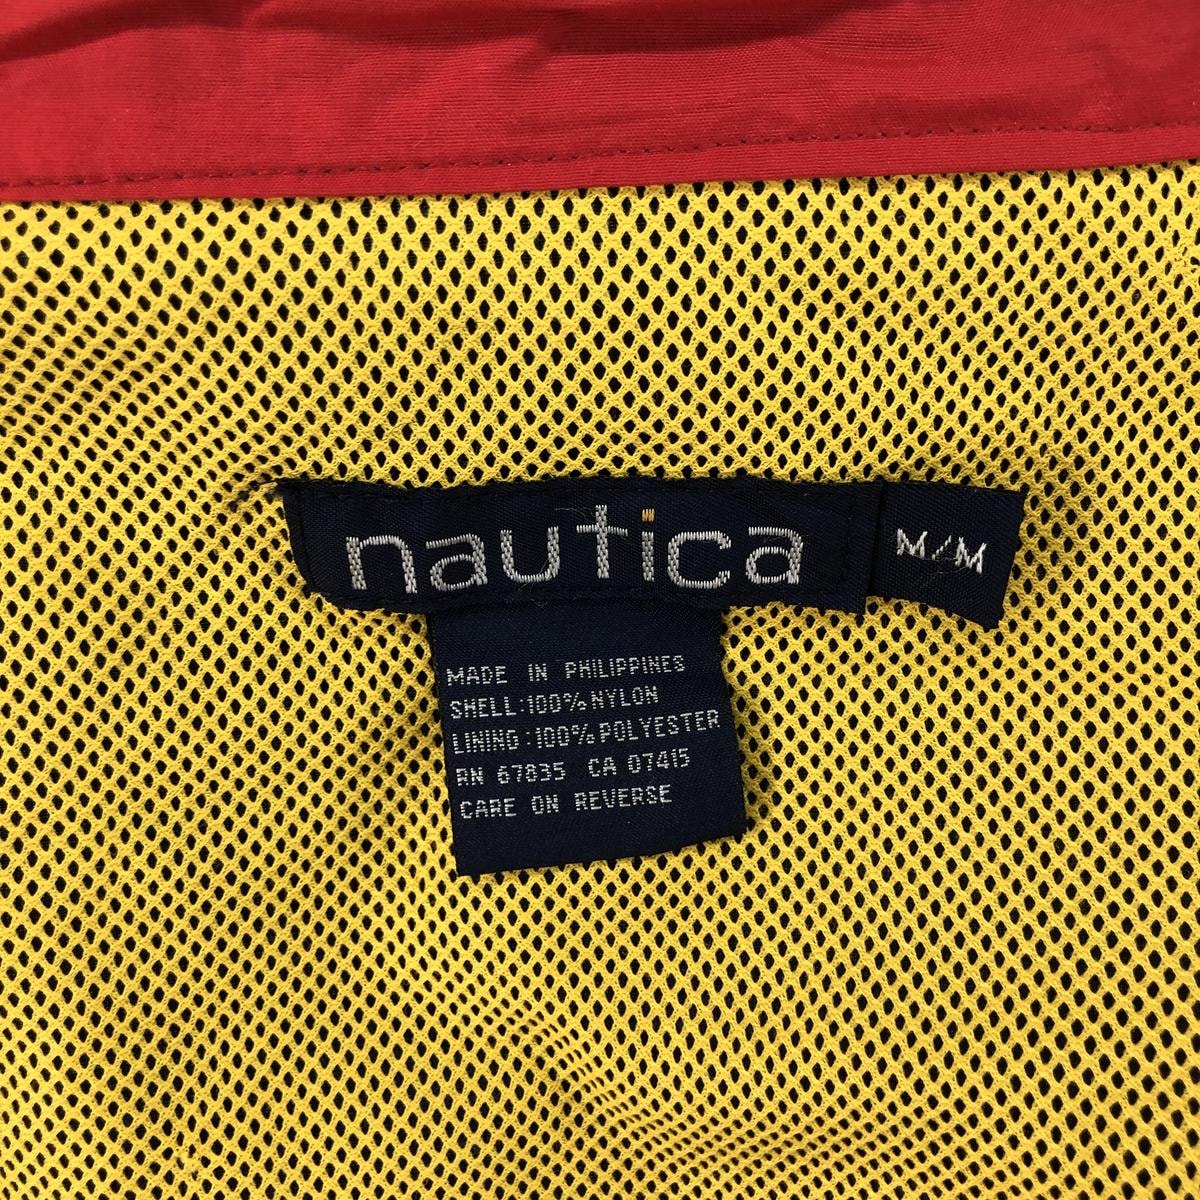 nautica M/M
MADE IN PHILIPPINES
SHELL:100%NYLON
LINING:100%POLYESTER
RN 67835 CA 07415
CARE ON REVERSE